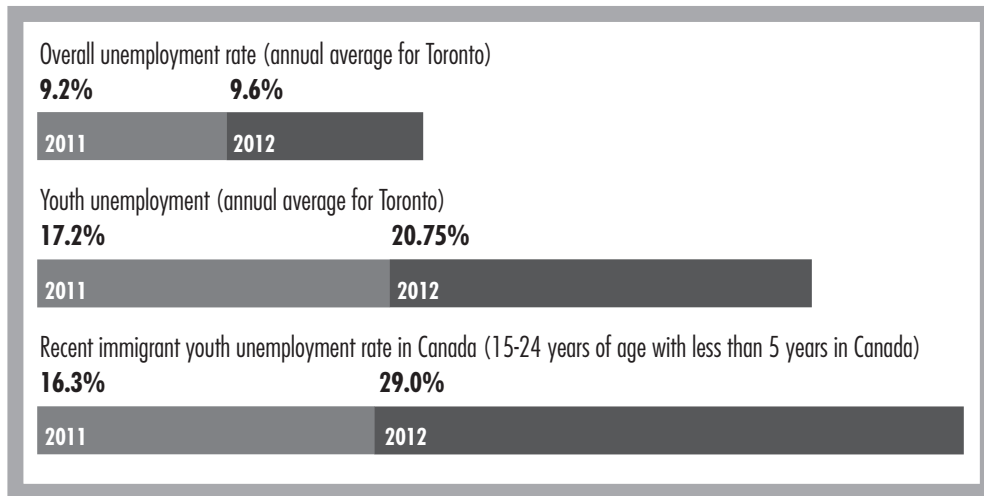 Overall unemployment rate (annual average for Toronto)
9.2% 9.6%
2011 2012
Youth unemployment (annual average for Toronto)
17.2% 20.75%
2011 2012
Recent immigrant youth unemployment rate in Canada (15-24 years of age with less than 5 years in Canada)
16.3% 29.0%
2011 2012